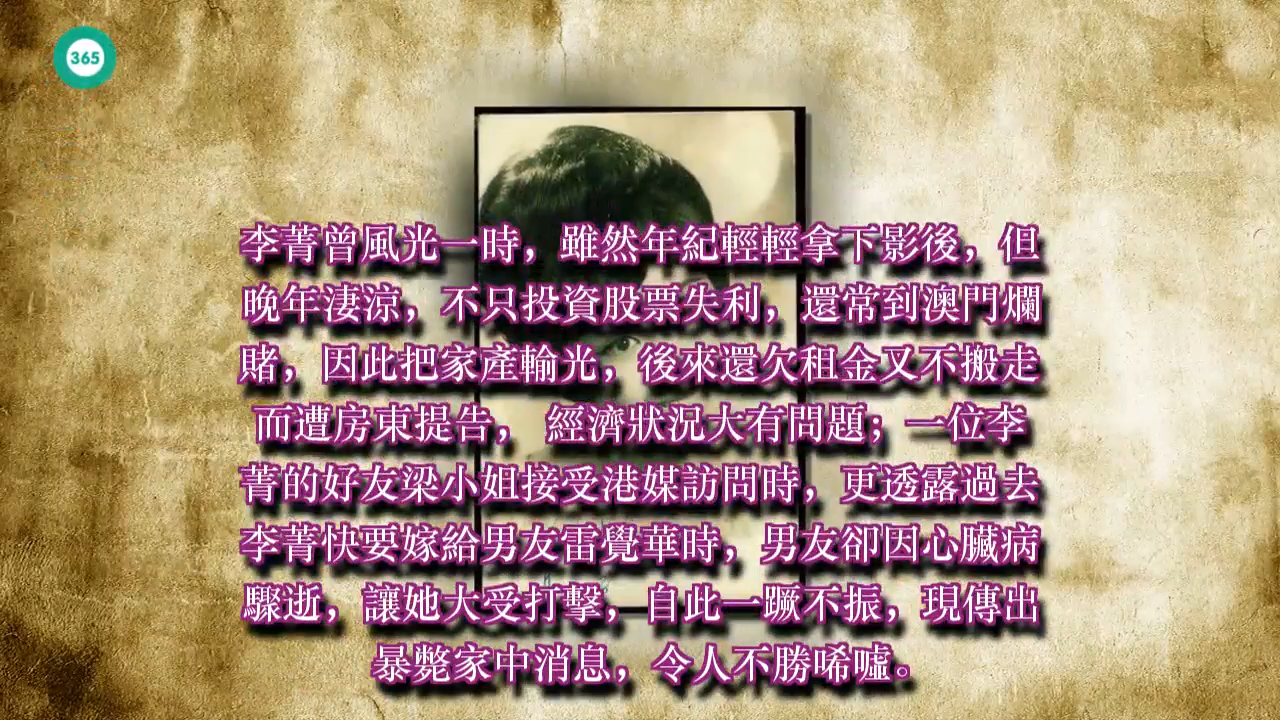 365
李菁曾風光一時，雖然年紀輕輕拿下影後，但
晚年淒涼，不只投資股票失利，還常到澳門爛
賭，因此把家產輸光，後來還欠租金又不搬走
而遭房東提告， 經濟狀況大有問題；一位李
菁的好友梁小姐接受港媒訪問時，更透露過去
李菁快要嫁給男友雷覺華時，男友卻因心臟病
驟逝，讓她大受打擊，自此一蹶不振，現傳出
暴斃家中消息，令人不勝唏噓。